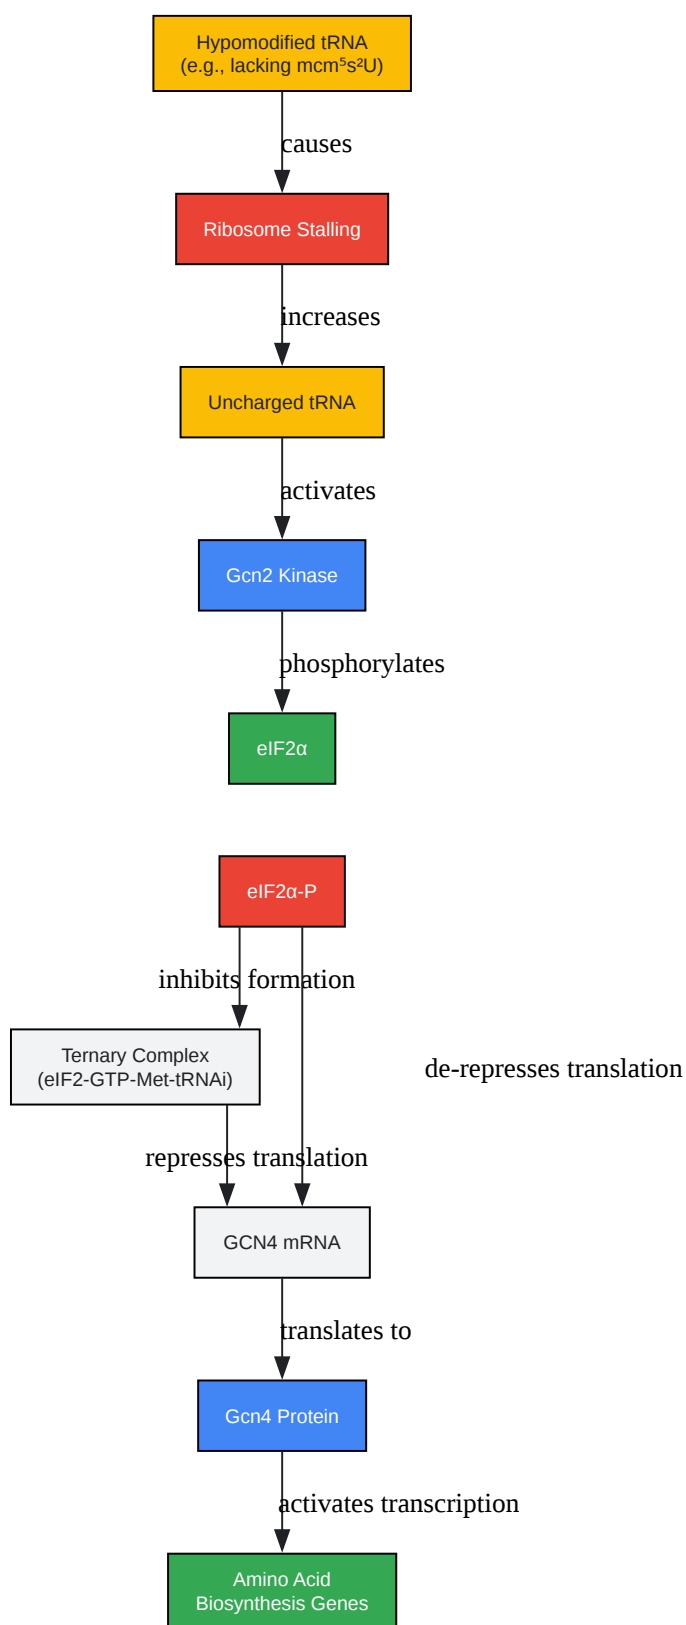 Hypomodified tRNA
(e.g., lacking mcm⁵s²U)
causes
Ribosome Stalling
increases
Uncharged tRNA
activates
Gcn2 Kinase
phosphorylates
eIF2α
eIF2α-P
inhibits formation
Ternary Complex
(eIF2-GTP-Met-tRNAi)
de-represses translation
represses translation
GCN4 mRNA
translates to
Gcn4 Protein
activates transcription
Amino Acid
Biosynthesis Genes